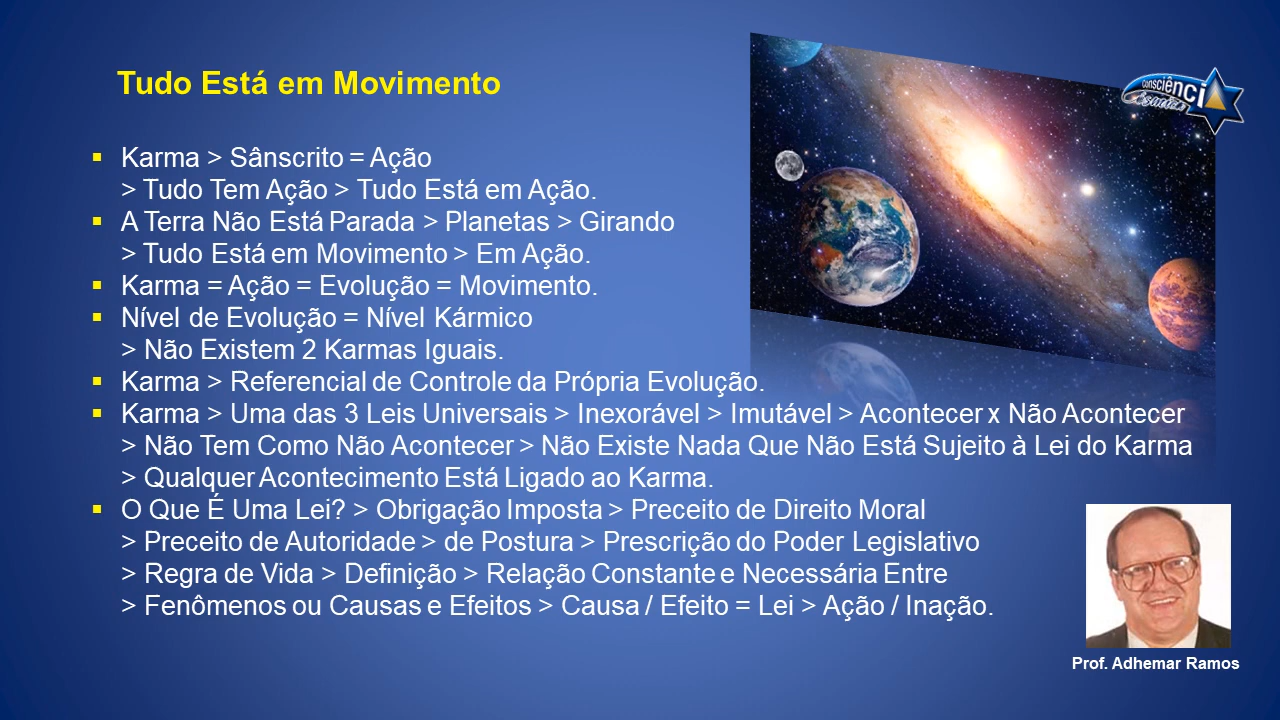 Tudo Está em Movimento
consciênci
Cósmica
▪ Karma > Sânscrito = Ação
> Tudo Tem Ação > Tudo Está em Ação.
▪ A Terra Não Está Parada > Planetas > Girando
> Tudo Está em Movimento > Em Ação.
▪ Karma = Ação = Evolução = Movimento.
▪ Nível de Evolução = Nível Kármico
> Não Existem 2 Karmas Iguais.
▪ Karma > Referencial de Controle da Própria Evolução.
▪ Karma > Uma das 3 Leis Universais > Inexorável > Imutável > Acontecer x Não Acontecer
> Não Tem Como Não Acontecer > Não Existe Nada Que Não Está Sujeito à Lei do Karma
> Qualquer Acontecimento Está Ligado ao Karma.
▪ O Que É Uma Lei? > Obrigação Imposta > Preceito de Direito Moral
> Preceito de Autoridade > de Postura > Prescrição do Poder Legislativo
> Regra de Vida > Definição > Relação Constante e Necessária Entre
> Fenômenos ou Causas e Efeitos > Causa / Efeito = Lei > Ação / Inação.
Prof. Adhemar Ramos